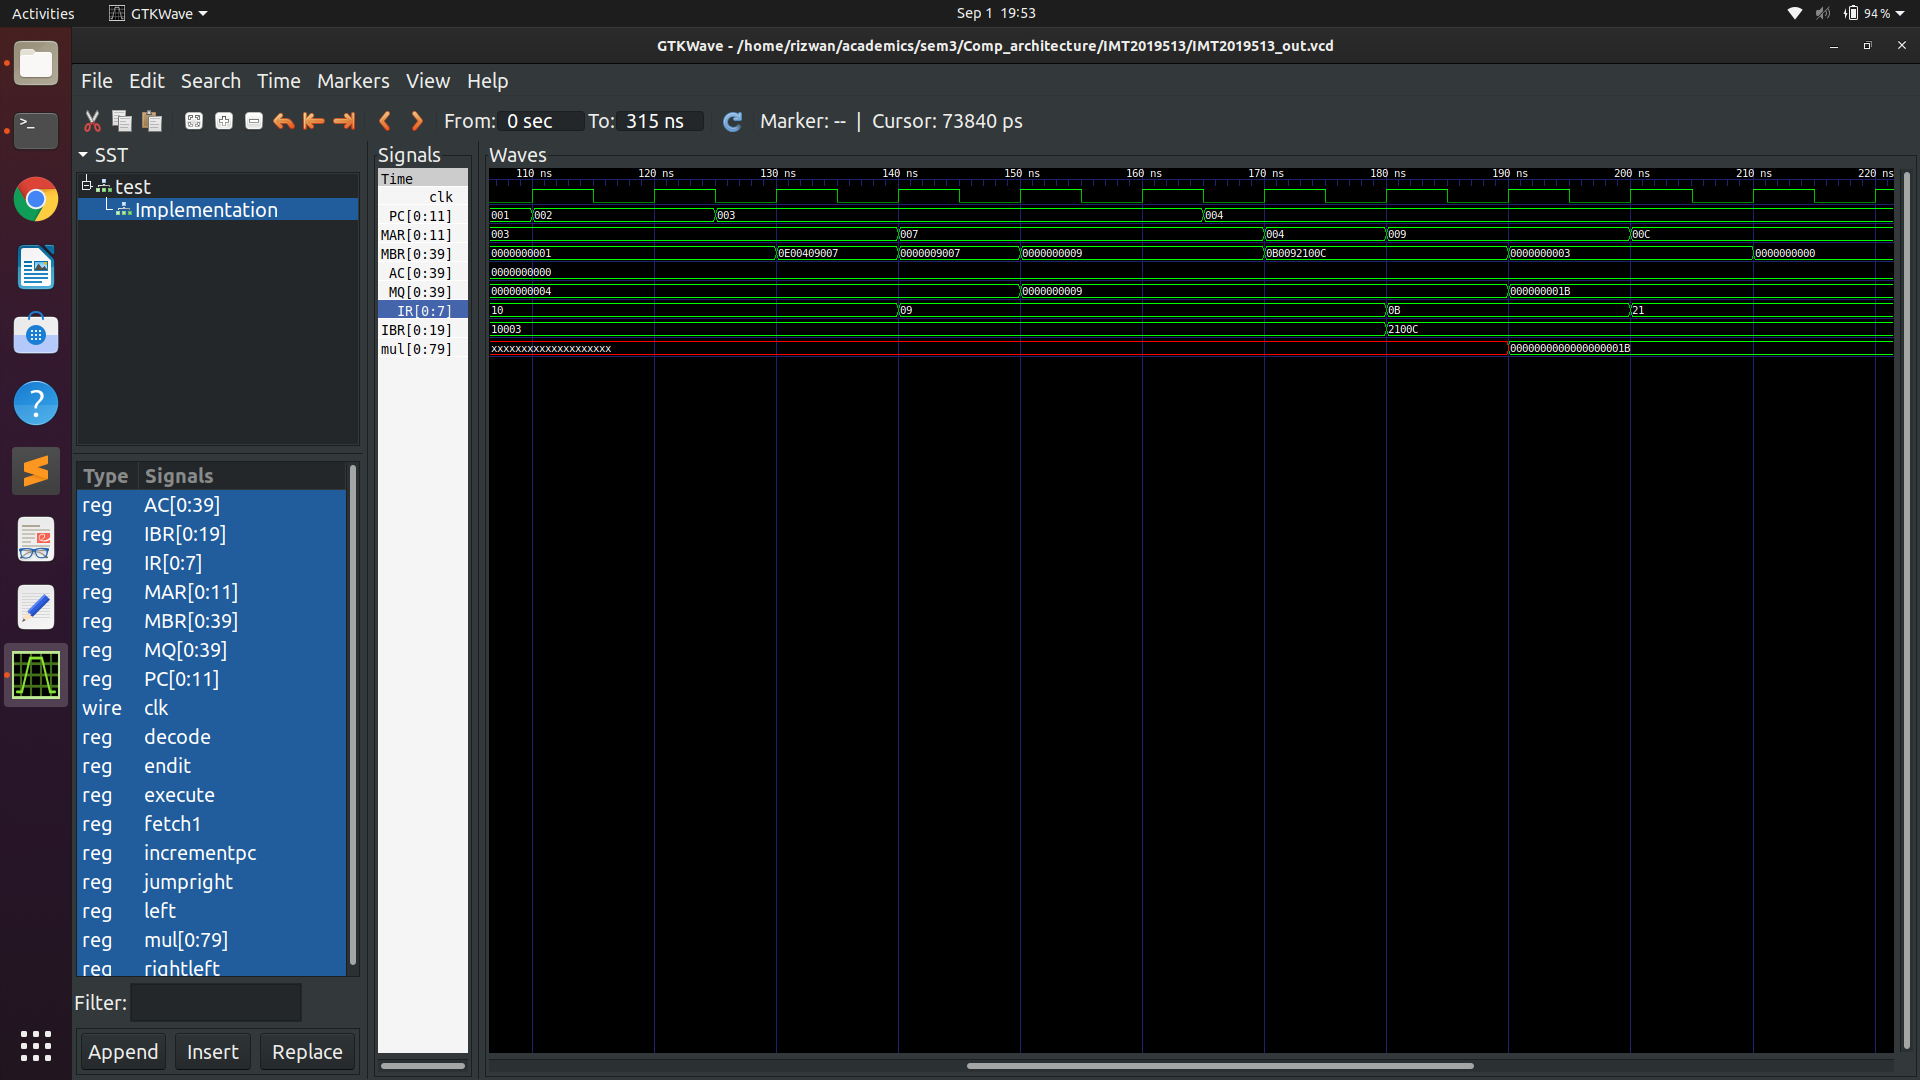 Activities GTKWave Sep 1 19:53 94 %
GTKWave - /home/rizwan/academics/sem3/Comp_architecture/IMT2019513/IMT2019513_out.vcd
File Edit Search Time Markers View Help
From: 0 sec To: 315 ns Marker: -- | Cursor: 73840 ps
SST
test
Implementation
Type Signals
reg AC[0:39]
reg IBR[0:19]
reg IR[0:7]
reg MAR[0:11]
reg MBR[0:39]
reg MQ[0:39]
reg PC[0:11]
wire clk
reg decode
reg endit
reg execute
reg fetch1
reg incrementpc
reg jumpright
reg left
reg mul[0:79]
reg rightleft
Filter:
Append Insert Replace
Signals
Time
clk
PC[0:11]
MAR[0:11]
MBR[0:39]
AC[0:39]
MQ[0:39]
IR[0:7]
IBR[0:19]
mul[0:79]
Waves
110 ns 120 ns 130 ns 140 ns 150 ns 160 ns 170 ns 180 ns 190 ns 200 ns 210 ns 220 ns
001 002 003 004
003 007 004 009 00C
0000000001 0E00409007 0000009007 0000000009 0B0092100C 0000000003 0000000000
0000000000
0000000004 0000000009 000000001B
10 09 0B 21
10003 2100C
xxxxxxxxxxxxxxxxxxxx 0000000000000000001B